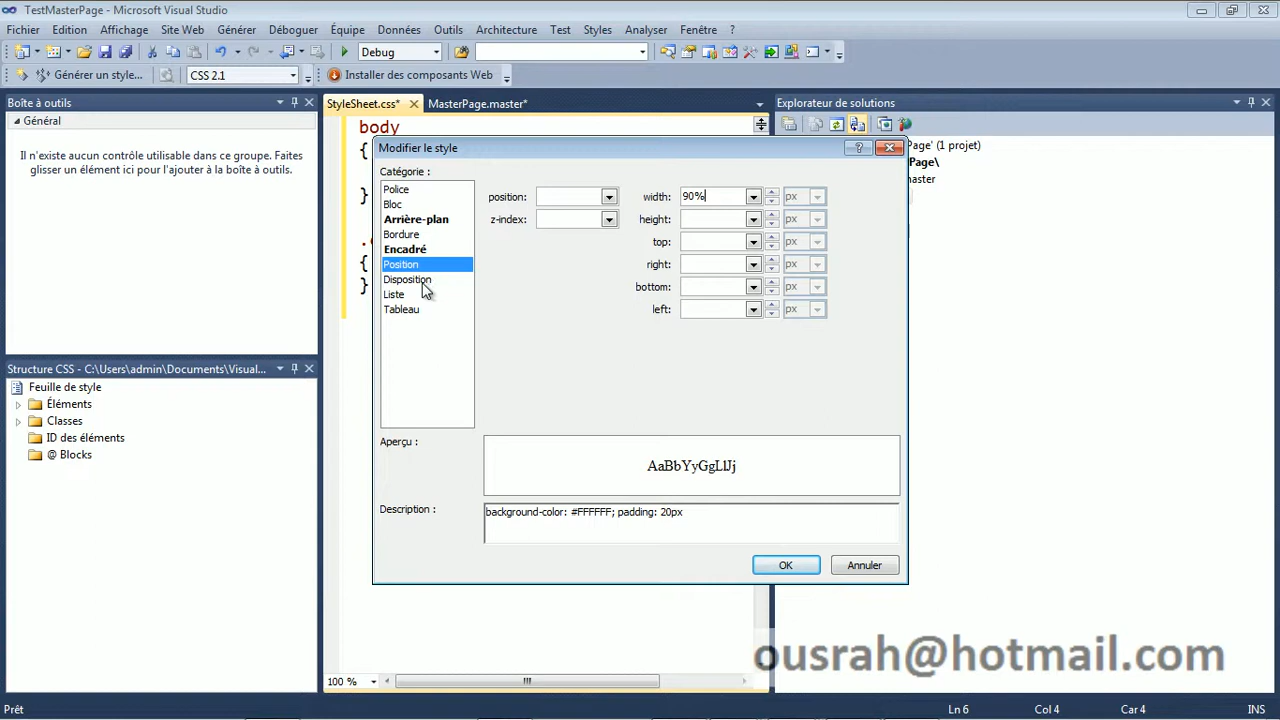 TestMasterPage - Microsoft Visual Studio
Fichier Edition Affichage Site Web Générer Déboguer Équipe Données Outils Architecture Test Styles Analyser Fenêtre ?
Debug
Générer un style... CSS 2.1 Installer des composants Web
Boîte à outils
Général
Il n'existe aucun contrôle utilisable dans ce groupe. Faites
glisser un élément ici pour l'ajouter à la boîte à outils.
Structure CSS - C:\Users\admin\Documents\Visual...
Feuille de style
Éléments
Classes
ID des éléments
@ Blocks
StyleSheet.css* MasterPage.master*
body
{
}
{
}
100 %
Explorateur de solutions
Page' (1 projet)
Page\
master
Modifier le style
Catégorie :
Police
Bloc
Arrière-plan
Bordure
Encadré
Position
Disposition
Liste
Tableau
position: width: 90% px
z-index: height: px
top: px
right: px
bottom: px
left: px
Aperçu :
AaBbYyGgLlJj
Description :
background-color: #FFFFFF; padding: 20px
OK Annuler
ousrah@hotmail.com
Prêt Ln 6 Col 4 Car 4 INS